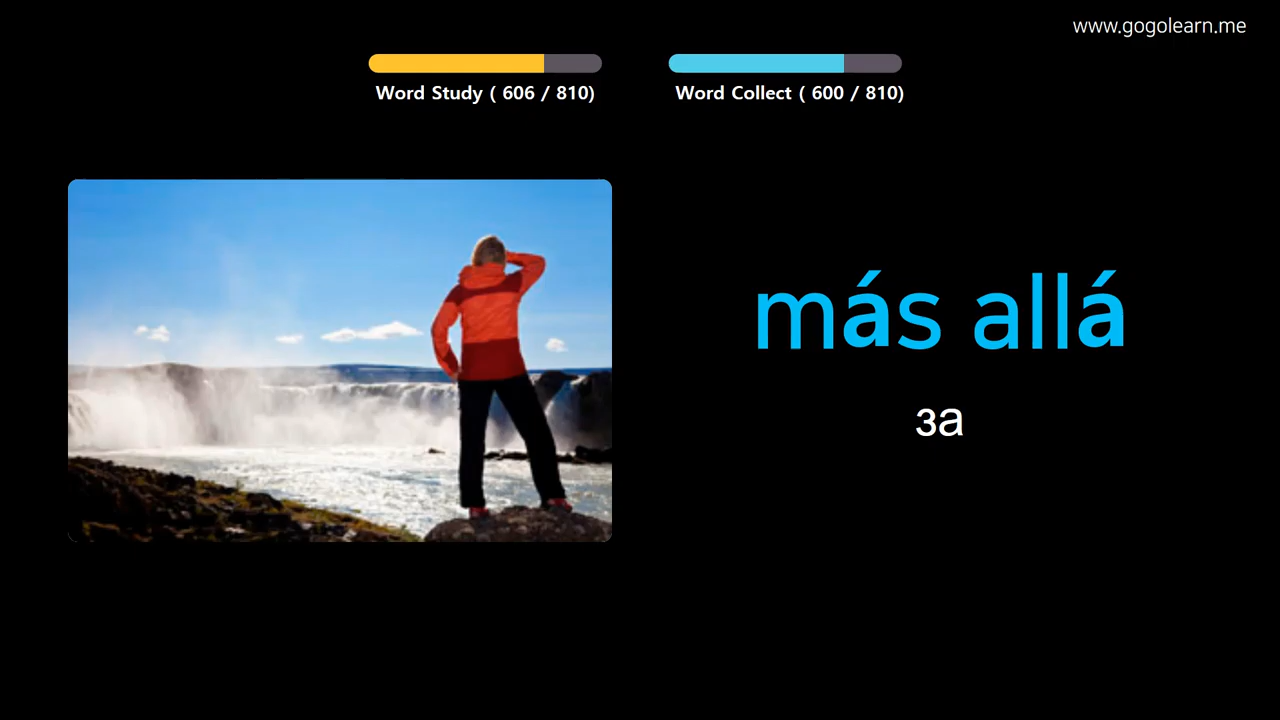 www.gogolearn.me
Word Study ( 606 / 810)
Word Collect ( 600 / 810)
más allá
за